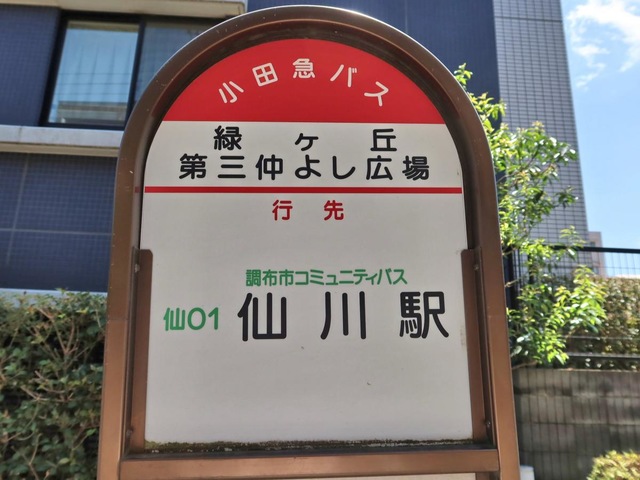 小田急バス
緑ヶ丘
第三仲よし広場
行先
調布市コミュニティバス
仙01 仙川駅